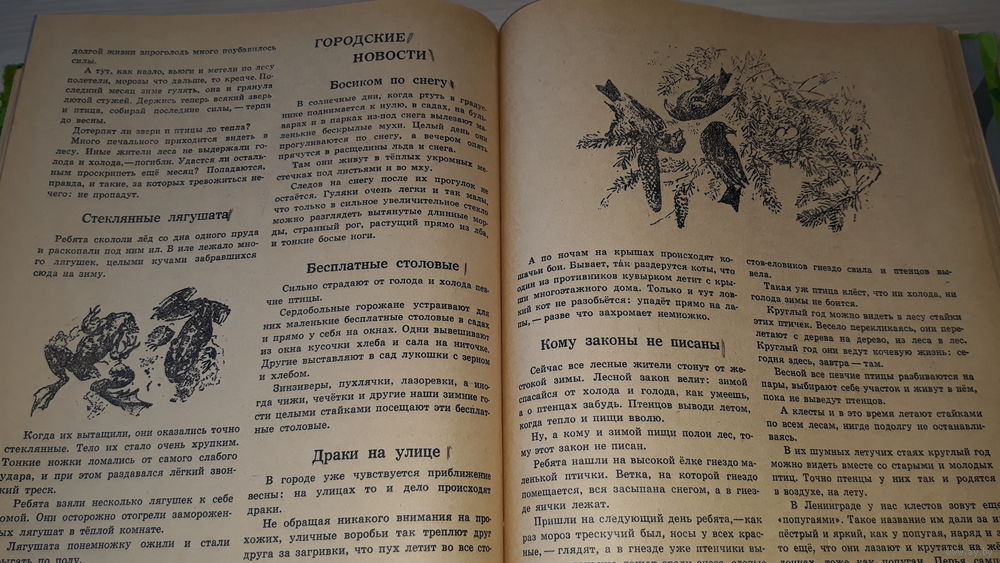 долгой жизни впроголодь много поубавилось
силы.
А тут, как назло, вьюги и метели по лесу
полетели, морозы что дальше, то крепче. По-
следний месяц зиме гулять, она и грянула
лютой стужей. Держись теперь всякий зверь
и птица, собирай последние силы, — терпи
до весны.
Дотерпят ли звери и птицы до тепла?
Много печального приходится видеть в
лесу. Иные жители леса не выдержали го-
лода и холода,—погибли. Удастся ли осталь-
ным проскрипеть ещё месяц? Попадаются,
правда, и такие, за которых тревожиться не-
чего: не пропадут.
Стеклянные лягушата
Ребята скололи лёд со дна одного пруда
и раскопали под ним ил. В иле лежало мно-
го лягушек, целыми кучами забравшихся
сюда на зиму.
Когда их вытащили, они оказались точно
стеклянные. Тело их стало очень хрупким.
Тонкие ножки ломались от самого слабого
удара, и при этом раздавался лёгкий звон-
кий треск.
Ребята взяли несколько лягушек к себе
домой. Они осторожно отогрели заморожен-
ых лягушат в тёплой комнате.
Лягушата понемножку ожили и стали
ыгать по полу.
ГОРОДСКИЕ
НОВОСТИ
Босиком по снегу
В солнечные дни, когда ртуть в градус-
нике поднимается к нулю, в садах, на буль-
варах и в парках из-под снега вылезают ма-
ленькие бескрылые мухи. Целый день они
прогуливаются по снегу, а вечером опять
прячутся в расщелины льда и снега.
Там они живут в тёплых укромных ме-
стечках под листьями и во мху.
Следов на снегу после их прогулок не
остаётся. Гуляки очень легки и так малы,
что только в сильное увеличительное стекло
можно разглядеть вытянутые длинные мор-
ды, странный рог, растущий прямо из лба,
и тонкие босые ноги.
Бесплатные столовые
Сильно страдают от голода и холода пев-
чие птицы.
Сердобольные горожане устраивают для
них маленькие бесплатные столовые в садах
и прямо у себя на окнах. Одни вывешивают
из окна кусочки хлеба и сала на ниточке.
Другие выставляют в сад лукошки с зерном
и хлебом.
Зинзиверы, пухлячки, лазоревки, а ино-
гда чижи, чечётки и другие наши зимние го-
сти целыми стайками посещают эти бесплат-
ные столовые.
Драки на улице
В городе уже чувствуется приближение
весны: на улицах то и дело происходят
драки.
Не обращая никакого внимания на про-
хожих, уличные воробьи так треплют друг
друга за загривки, что пух летит во все сто-
А по ночам на крышах происходят ко-
шачьи бои. Бывает, так раздерутся коты, что
один из противников кувырком летит с кры-
ши многоэтажного дома. Только и тут лов-
кий кот не разобьётся: упадёт прямо на ла-
пы, — разве что захромает немножко.
Кому законы не писаны
Сейчас все лесные жители стонут от же-
стокой зимы. Лесной закон велит: зимой
спасайся от холода и голода, как умеешь,
а о птенцах забудь. Птенцов выводи летом,
когда тепло и пищи вволю.
Ну, а кому и зимой пищи полон лес, то-
му этот закон не писан.
Ребята нашли на высокой ёлке гнездо ма-
ленькой птички. Ветка, на которой гнездо
помещается, вся засыпана снегом, а в гнез-
де яички лежат.
Пришли на следующий день ребята,—как
раз мороз трескучий был, носы у всех крас-
ные, — глядят, а в гнезде уже птенчики вы-
стов-еловиков гнездо свила и птенцов вы-
вела.
Такая уж птица клёст, что ни холода, ни
голода зимы не боится.
Круглый год можно видеть в лесу стайки
этих птичек. Весело перекликаясь, они пере-
летают с дерева на дерево, из леса в лес.
Круглый год они ведут кочевую жизнь: се-
годня здесь, завтра — там.
Весной все певчие птицы разбиваются на
пары, выбирают себе участок и живут в нём,
пока не выведут птенцов.
А клесты и в это время летают стайками
по всем лесам, нигде подолгу не останавли-
ваясь.
В их шумных летучих стаях круглый год
можно видеть вместе со старыми и молодых
птиц. Точно птенцы у них так и родятся
в воздухе, на лету.
В Ленинграде у нас клестов зовут ещё
«попугаями». Такое название им дали за и
пёстрый и яркий, как у попугая, наряд и з
то ещё, что они лазают и крутятся на жё